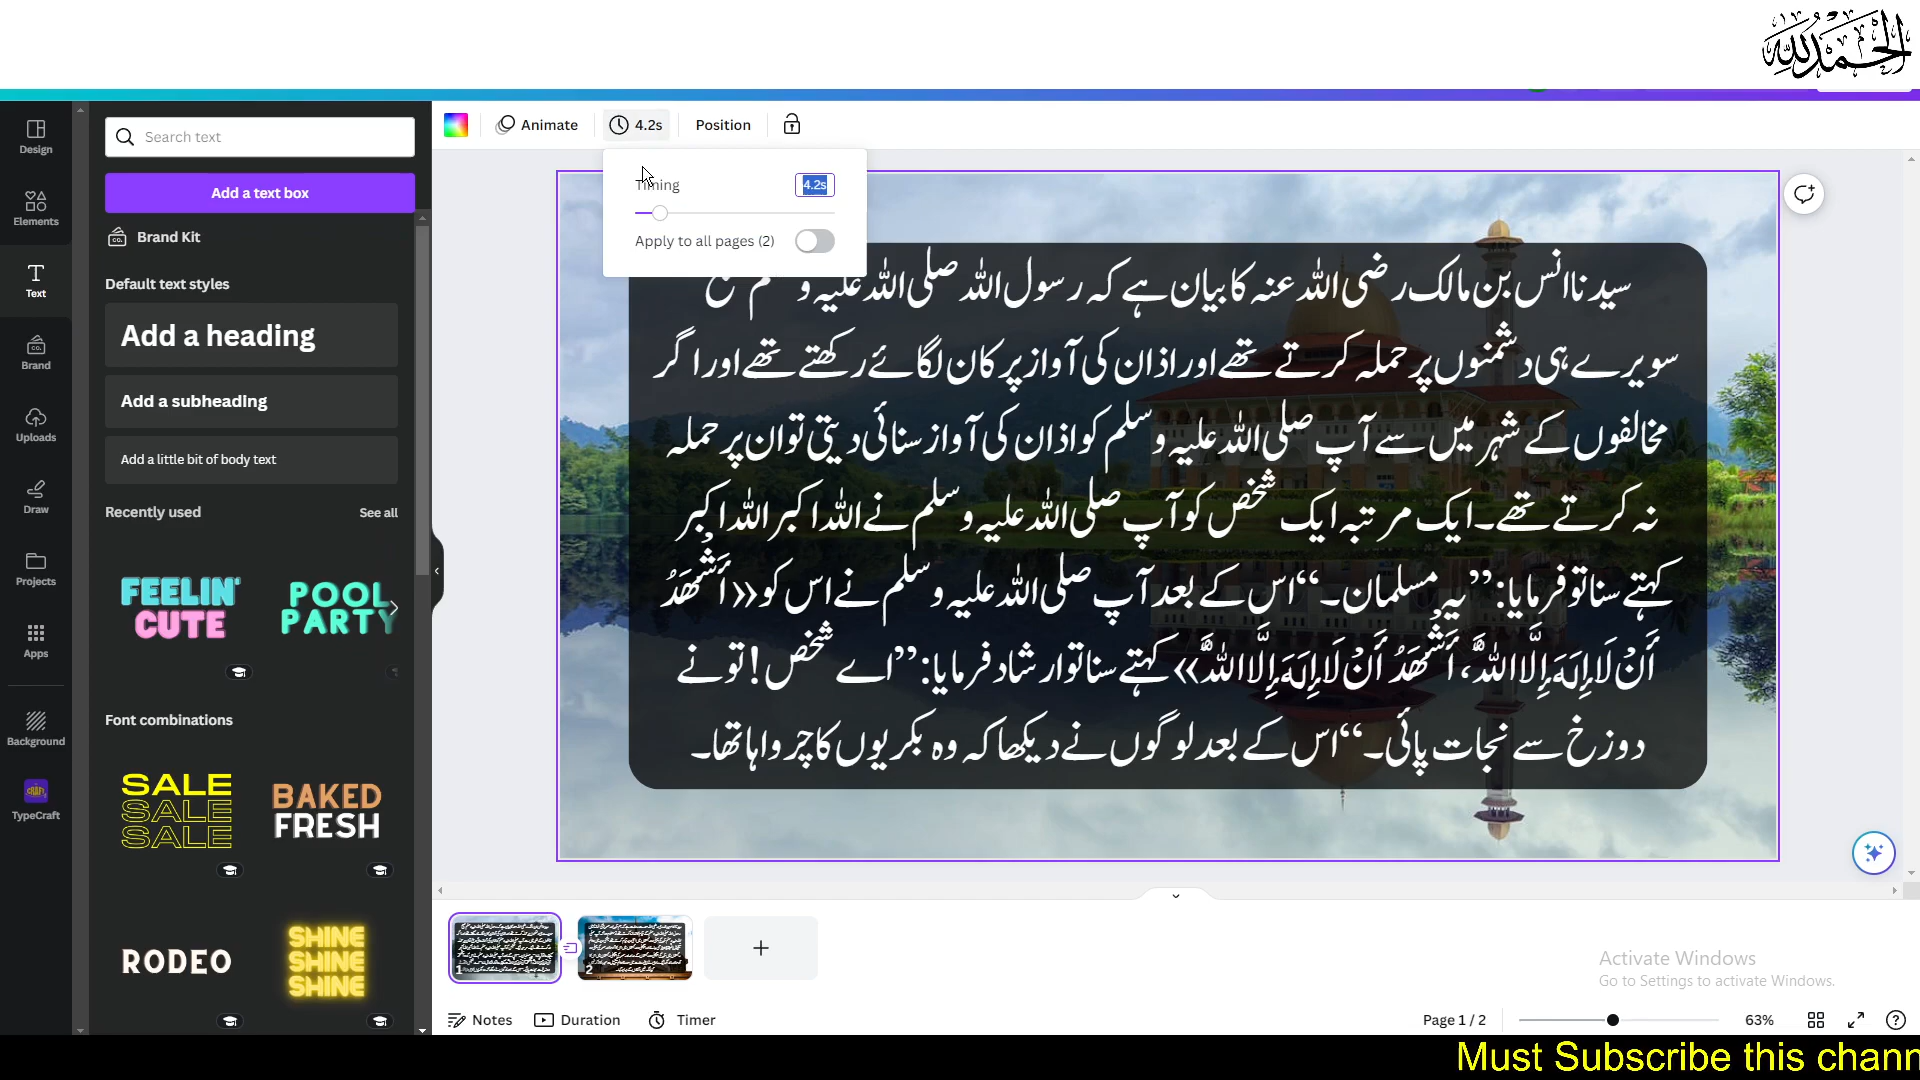 الحمدللہ
Design
Elements
Text
Brand
Uploads
Draw
Projects
Apps
Background
TypeCraft
Search text
Add a text box
Brand Kit
Default text styles
Add a heading
Add a subheading
Add a little bit of body text
Recently used
See all
FEELIN' CUTE
POOL PARTY
Font combinations
SALE
SALE
SALE
BAKED
FRESH
RODEO
SHINE
SHINE
SHINE
Animate
4.2s
Position
Timing
4.2s
Apply to all pages (2)
سیدنا انس بن مالک رضی اللہ عنہ کا بیان ہے کہ رسول اللہ صلی اللہ علیہ وسلم صبح
سویرے ہی دشمنوں پر حملہ کرتے تھے اور اذان کی آواز پر کان لگائے رکھتے تھے اور اگر
مخالفوں کے شہر میں سے آپ صلی اللہ علیہ وسلم کو اذان کی آواز سنائی دیتی تو ان پر حملہ
نہ کرتے تھے۔ ایک مرتبہ ایک شخص کو آپ صلی اللہ علیہ وسلم نے اللہ اکبر اللہ اکبر
کہتے سنا تو فرمایا: ’’یہ مسلمان۔‘‘ اس کے بعد آپ صلی اللہ علیہ وسلم نے اس کو «أَشْهَدُ
أَنْ لَا إِلَهَ إِلَّا اللَّهُ، أَشْهَدُ أَنْ لَا إِلَهَ إِلَّا اللَّهُ» کہتے سنا تو ارشاد فرمایا: ’’اے شخص! تو نے
دوزخ سے نجات پائی۔‘‘ اس کے بعد لوگوں نے دیکھا کہ وہ بکریوں کا چرواہا تھا۔
1
2
Activate Windows
Go to Settings to activate Windows.
Notes
Duration
Timer
Page 1 / 2
63%
Must Subscribe this chann